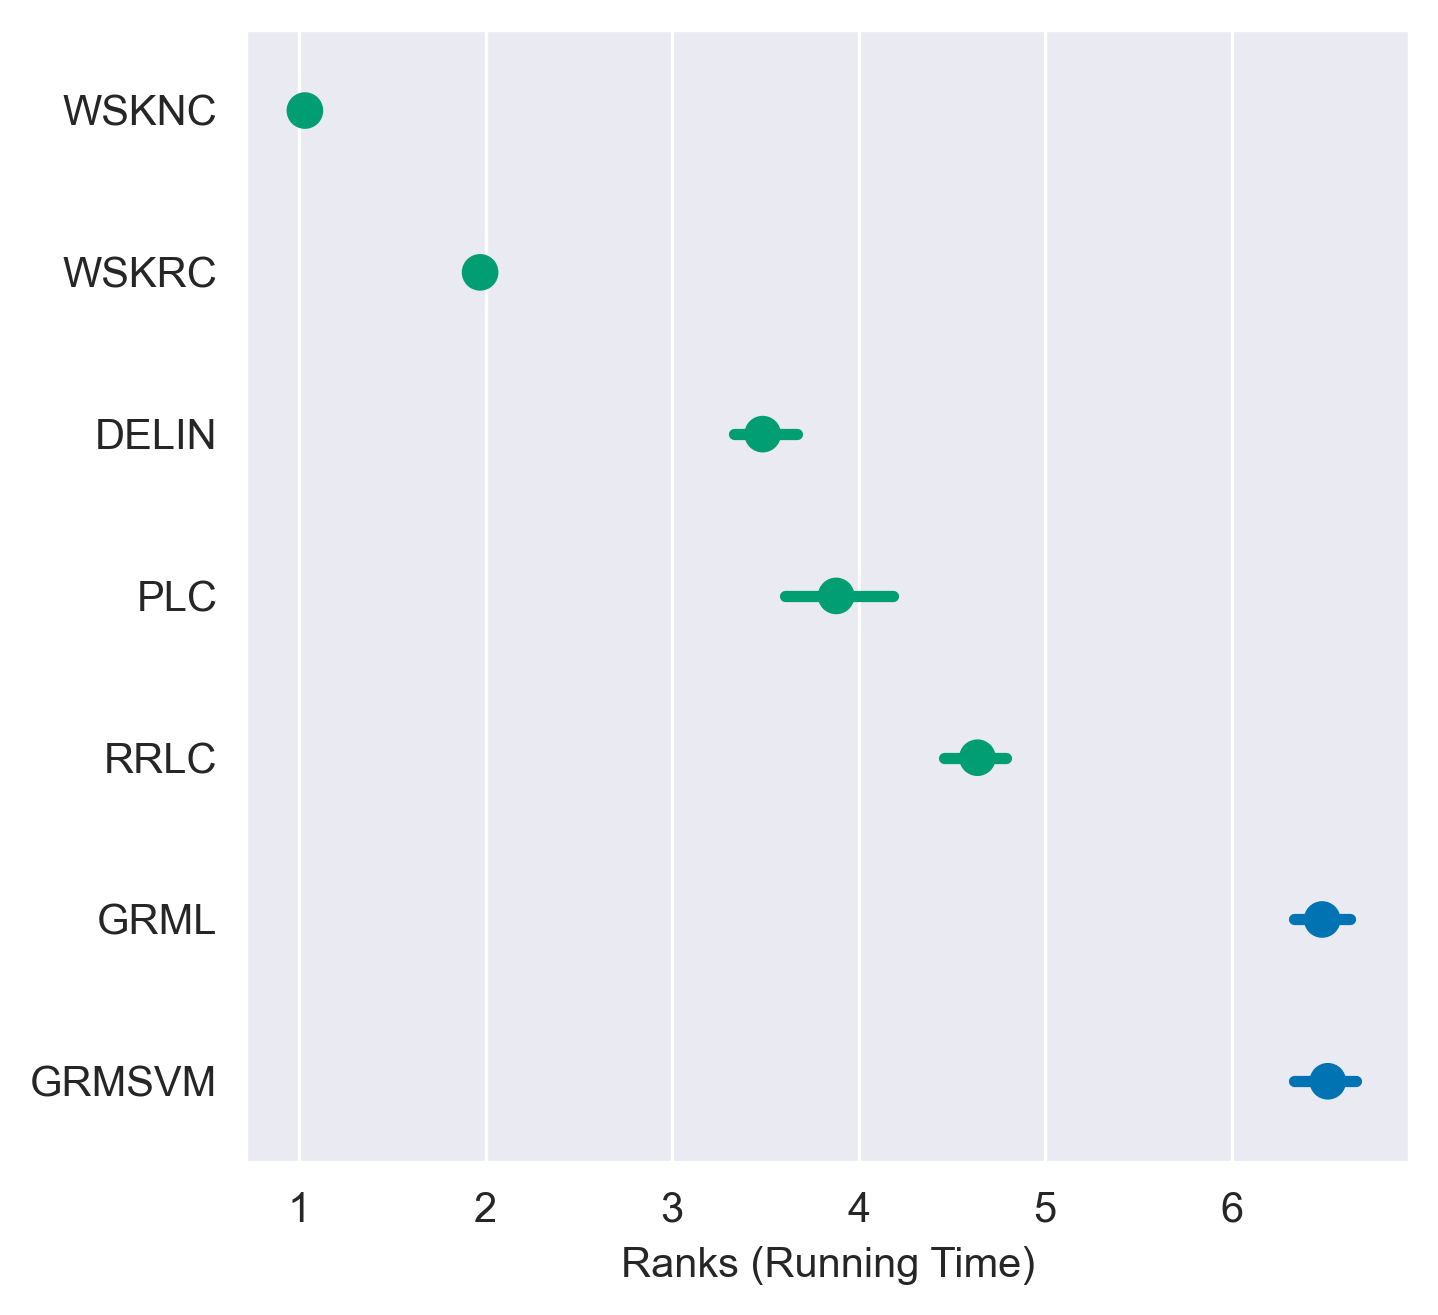 WSKNC
WSKRC
DELIN
PLC
RRLC
GRML
GRMSVM
1 2 3 4 5 6
Ranks (Running Time)